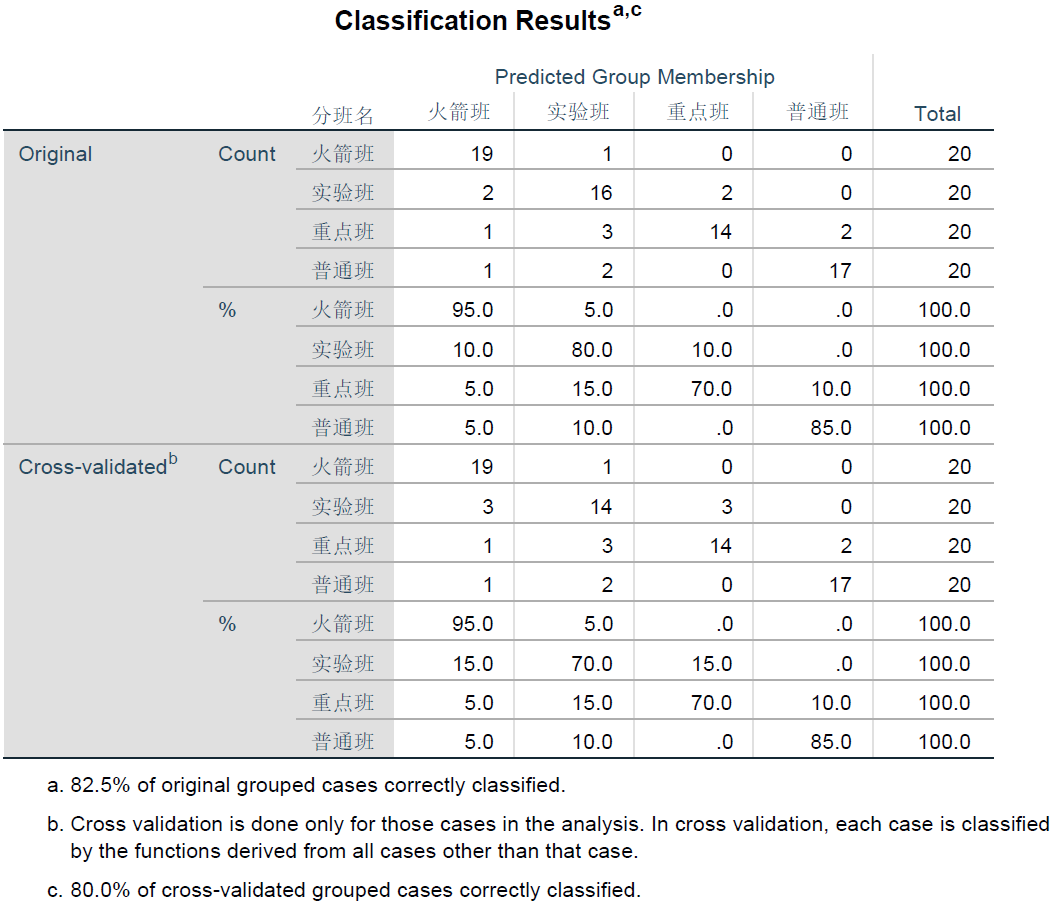 Classification Results a,c
Predicted Group Membership
分班名 火箭班 实验班 重点班 普通班 Total
Original Count 火箭班 19 1 0 0 20
实验班 2 16 2 0 20
重点班 1 3 14 2 20
普通班 1 2 0 17 20
% 火箭班 95.0 5.0 .0 .0 100.0
实验班 10.0 80.0 10.0 .0 100.0
重点班 5.0 15.0 70.0 10.0 100.0
普通班 5.0 10.0 .0 85.0 100.0
Cross-validated b Count 火箭班 19 1 0 0 20
实验班 3 14 3 0 20
重点班 1 3 14 2 20
普通班 1 2 0 17 20
% 火箭班 95.0 5.0 .0 .0 100.0
实验班 15.0 70.0 15.0 .0 100.0
重点班 5.0 15.0 70.0 10.0 100.0
普通班 5.0 10.0 .0 85.0 100.0
a. 82.5% of original grouped cases correctly classified.
b. Cross validation is done only for those cases in the analysis. In cross validation, each case is classified
by the functions derived from all cases other than that case.
c. 80.0% of cross-validated grouped cases correctly classified.